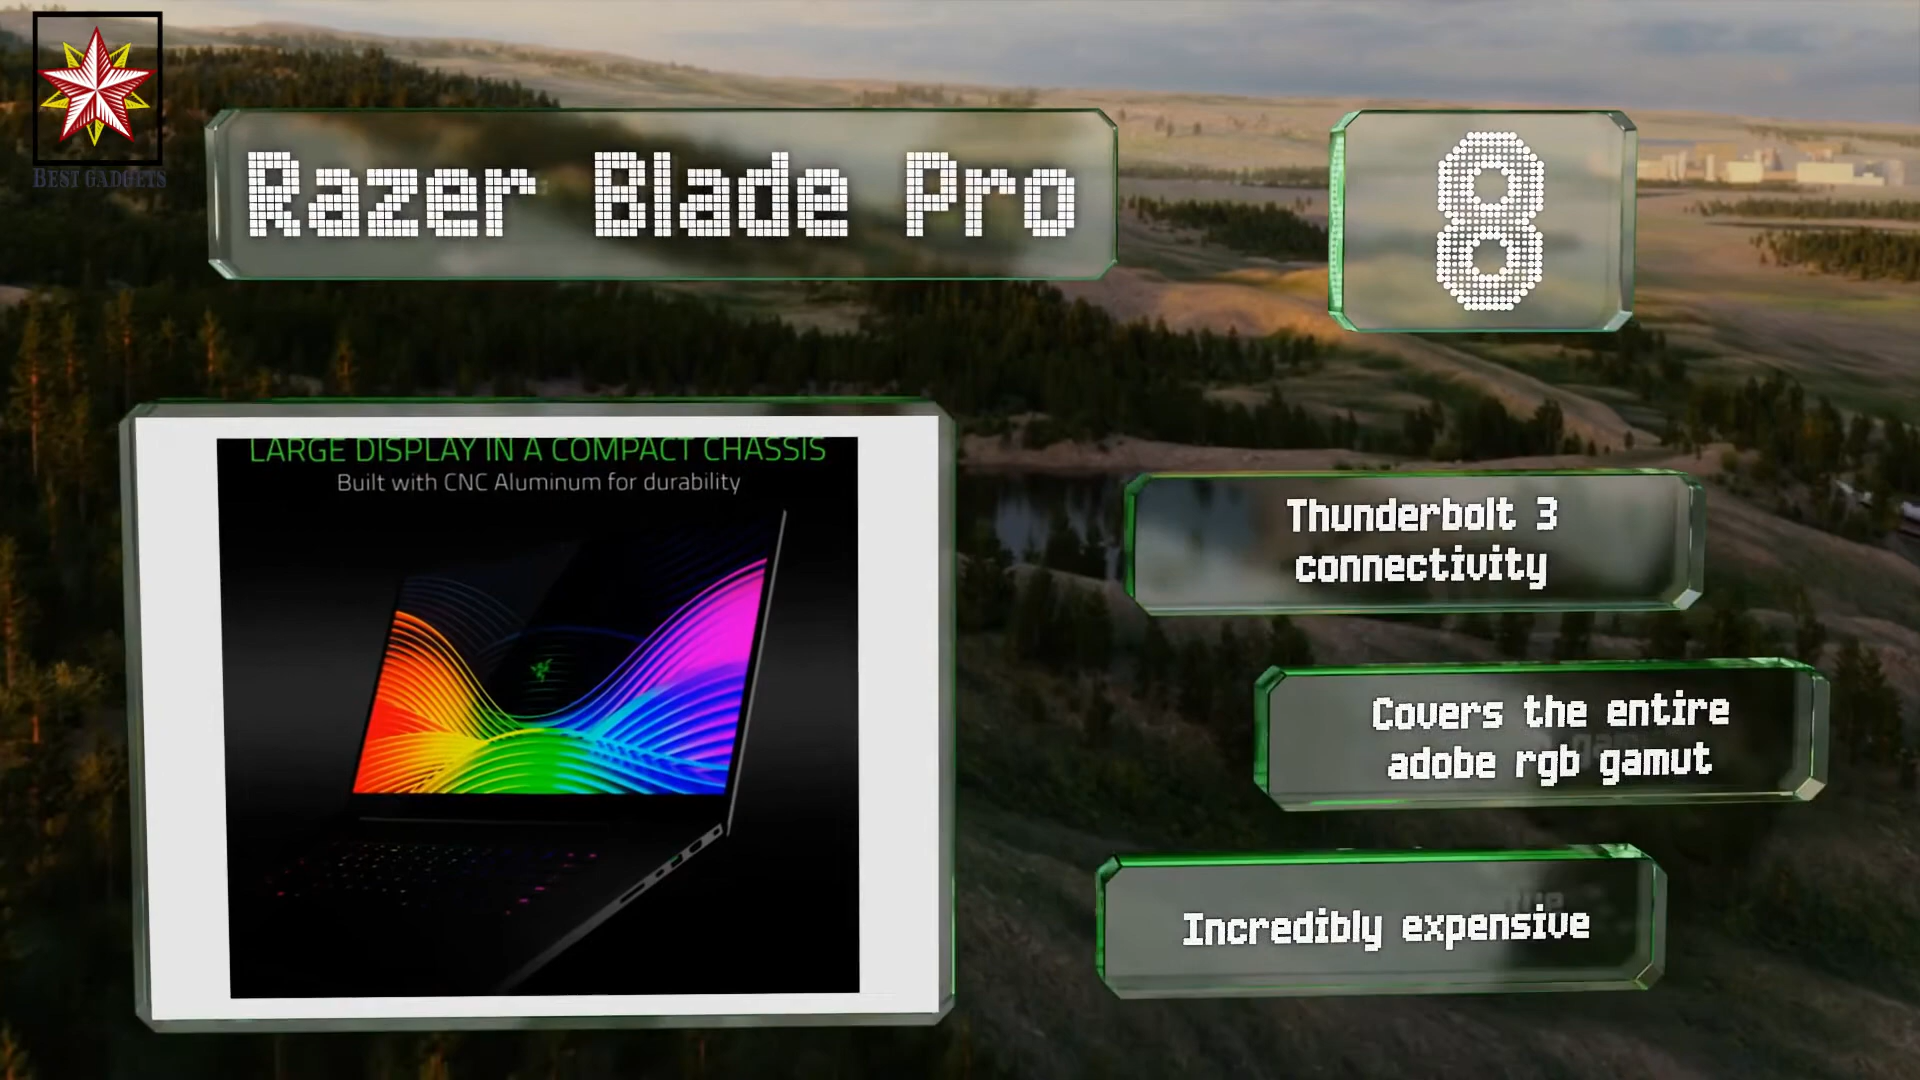 BEST GADGETS
Razer Blade Pro
8
LARGE DISPLAY IN A COMPACT CHASSIS
Built with CNC Aluminum for durability
Thunderbolt 3
connectivity
Covers the entire
adobe rgb gamut
Incredibly expensive